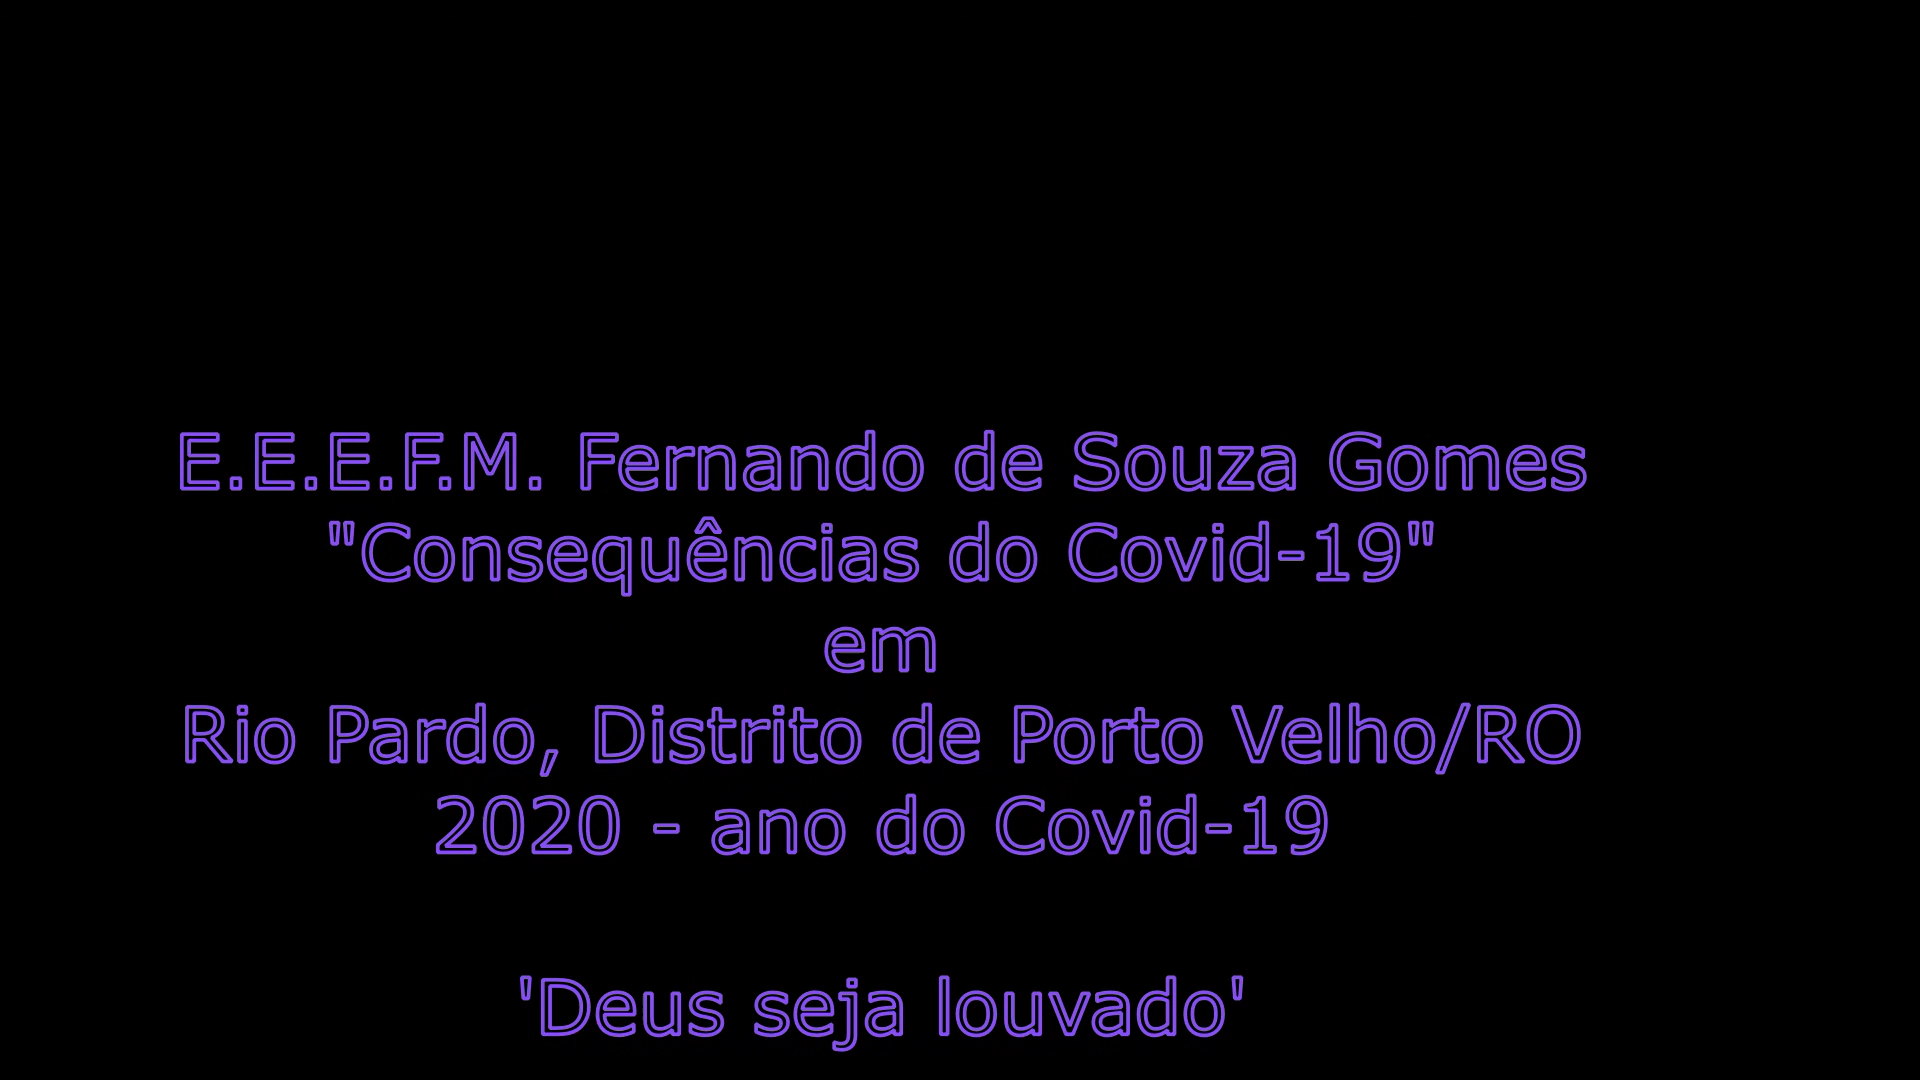 E.E.E.F.M. Fernando de Souza Gomes
"Consequências do Covid-19"
em
Rio Pardo, Distrito de Porto Velho/RO
2020 - ano do Covid-19
'Deus seja louvado'